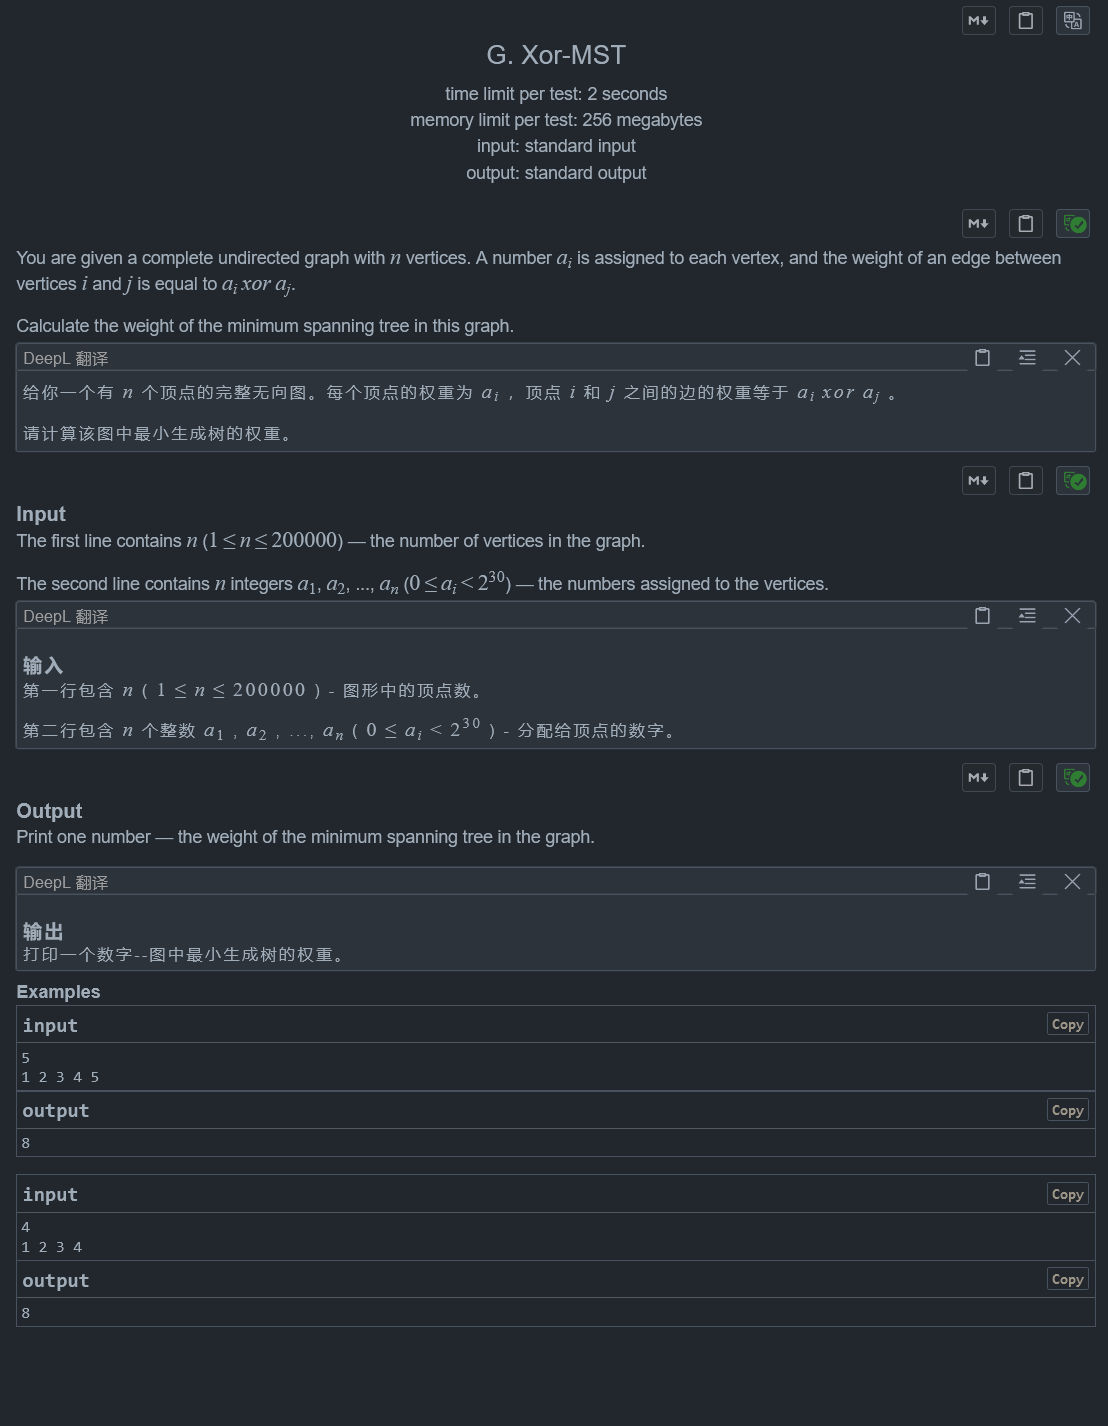 G. Xor-MST
time limit per test: 2 seconds
memory limit per test: 256 megabytes
input: standard input
output: standard output
You are given a complete undirected graph with n vertices. A number a_i is assigned to each vertex, and the weight of an edge between
vertices i and j is equal to a_i xor a_j.
Calculate the weight of the minimum spanning tree in this graph.
DeepL 翻译
给你一个有 n 个顶点的完整无向图。每个顶点的权重为 a_i ，顶点 i 和 j 之间的边的权重等于 a_i xor a_j 。
请计算该图中最小生成树的权重。
Input
The first line contains n (1 ≤ n ≤ 200000) — the number of vertices in the graph.
The second line contains n integers a_1, a_2, ..., a_n (0 ≤ a_i < 2^30) — the numbers assigned to the vertices.
DeepL 翻译
输入
第一行包含 n ( 1 ≤ n ≤ 200000 ) - 图形中的顶点数。
第二行包含 n 个整数 a_1 , a_2 , ..., a_n ( 0 ≤ a_i < 2^30 ) - 分配给顶点的数字。
Output
Print one number — the weight of the minimum spanning tree in the graph.
DeepL 翻译
输出
打印一个数字--图中最小生成树的权重。
Examples
input Copy
5
1 2 3 4 5
output Copy
8
input Copy
4
1 2 3 4
output Copy
8